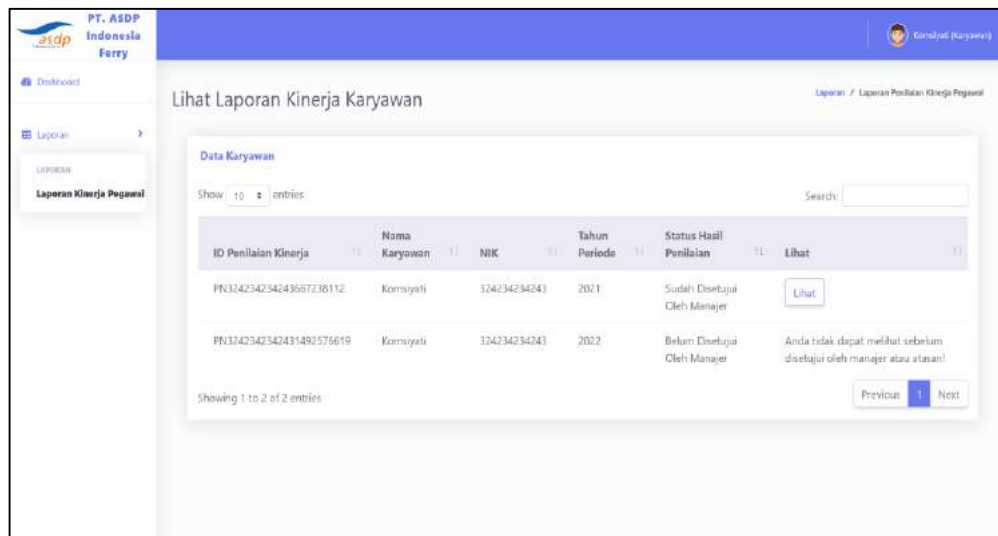 PT. ASDP
Indonesia
Ferry
asdp
Komsiyati (Karyawan)
Dashboard
Lihat Laporan Kinerja Karyawan
Laporan / Laporan Penilaian Kinerja Pegawai
Laporan
LAPORAN
Laporan Kinerja Pegawai
Data Karyawan
Show 10 entries
Search:
ID Penilaian Kinerja
Nama
Karyawan
NIK
Tahun
Periode
Status Hasil
Penilaian
Lihat
PN324234234243667238112
Komsiyati
324234234243
2021
Sudah Disetujui
Oleh Manajer
Lihat
PN3242342342431492576619
Komsiyati
324234234243
2022
Belum Disetujui
Oleh Manajer
Anda tidak dapat melihat sebelum
disetujui oleh manajer atau atasan!
Showing 1 to 2 of 2 entries
Previous 1 Next